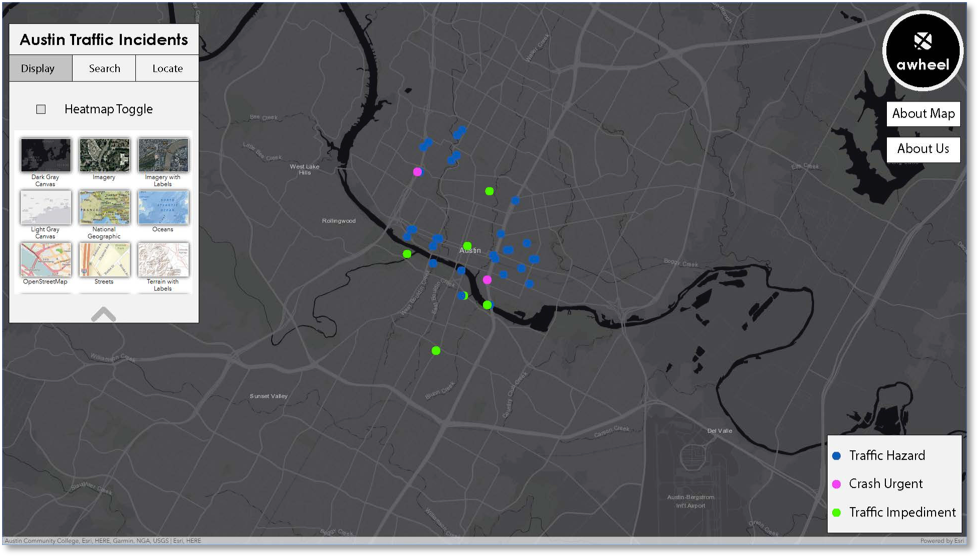 Austin Traffic Incidents
Display
Search
Locate
Heatmap Toggle
Dark Gray
Canvas
Imagery
Imagery with
Labels
Light Gray
Canvas
National
Geographic
Oceans
OpenStreetMap
Streets
Terrain with
Labels
awheel
About Map
About Us
West Lake
Hills
Rollingwood
Austin
Sunset Valley
Del Valle
Austin-Bergstrom
Int'l Airport
Traffic Hazard
Crash Urgent
Traffic Impediment
Austin Community College, Esri, HERE, Garmin, NGA, USGS | Esri, HERE
Powered by Esri